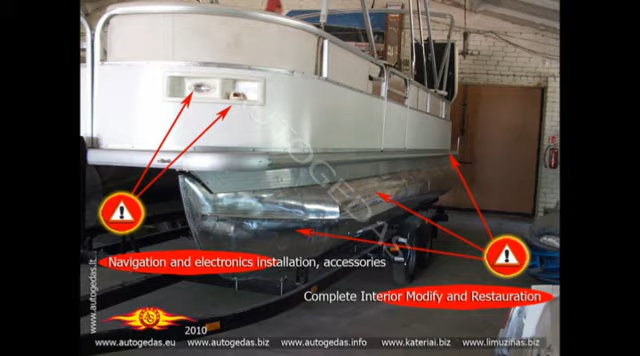 AUTOGEDAS
Navigation and electronics installation, accessories
Complete Interior Modify and Restauration
www.autogedas.lt
2010
www.autogedas.eu www.autogedas.biz www.autogedas.info www.kateriai.biz www.limuzinas.biz